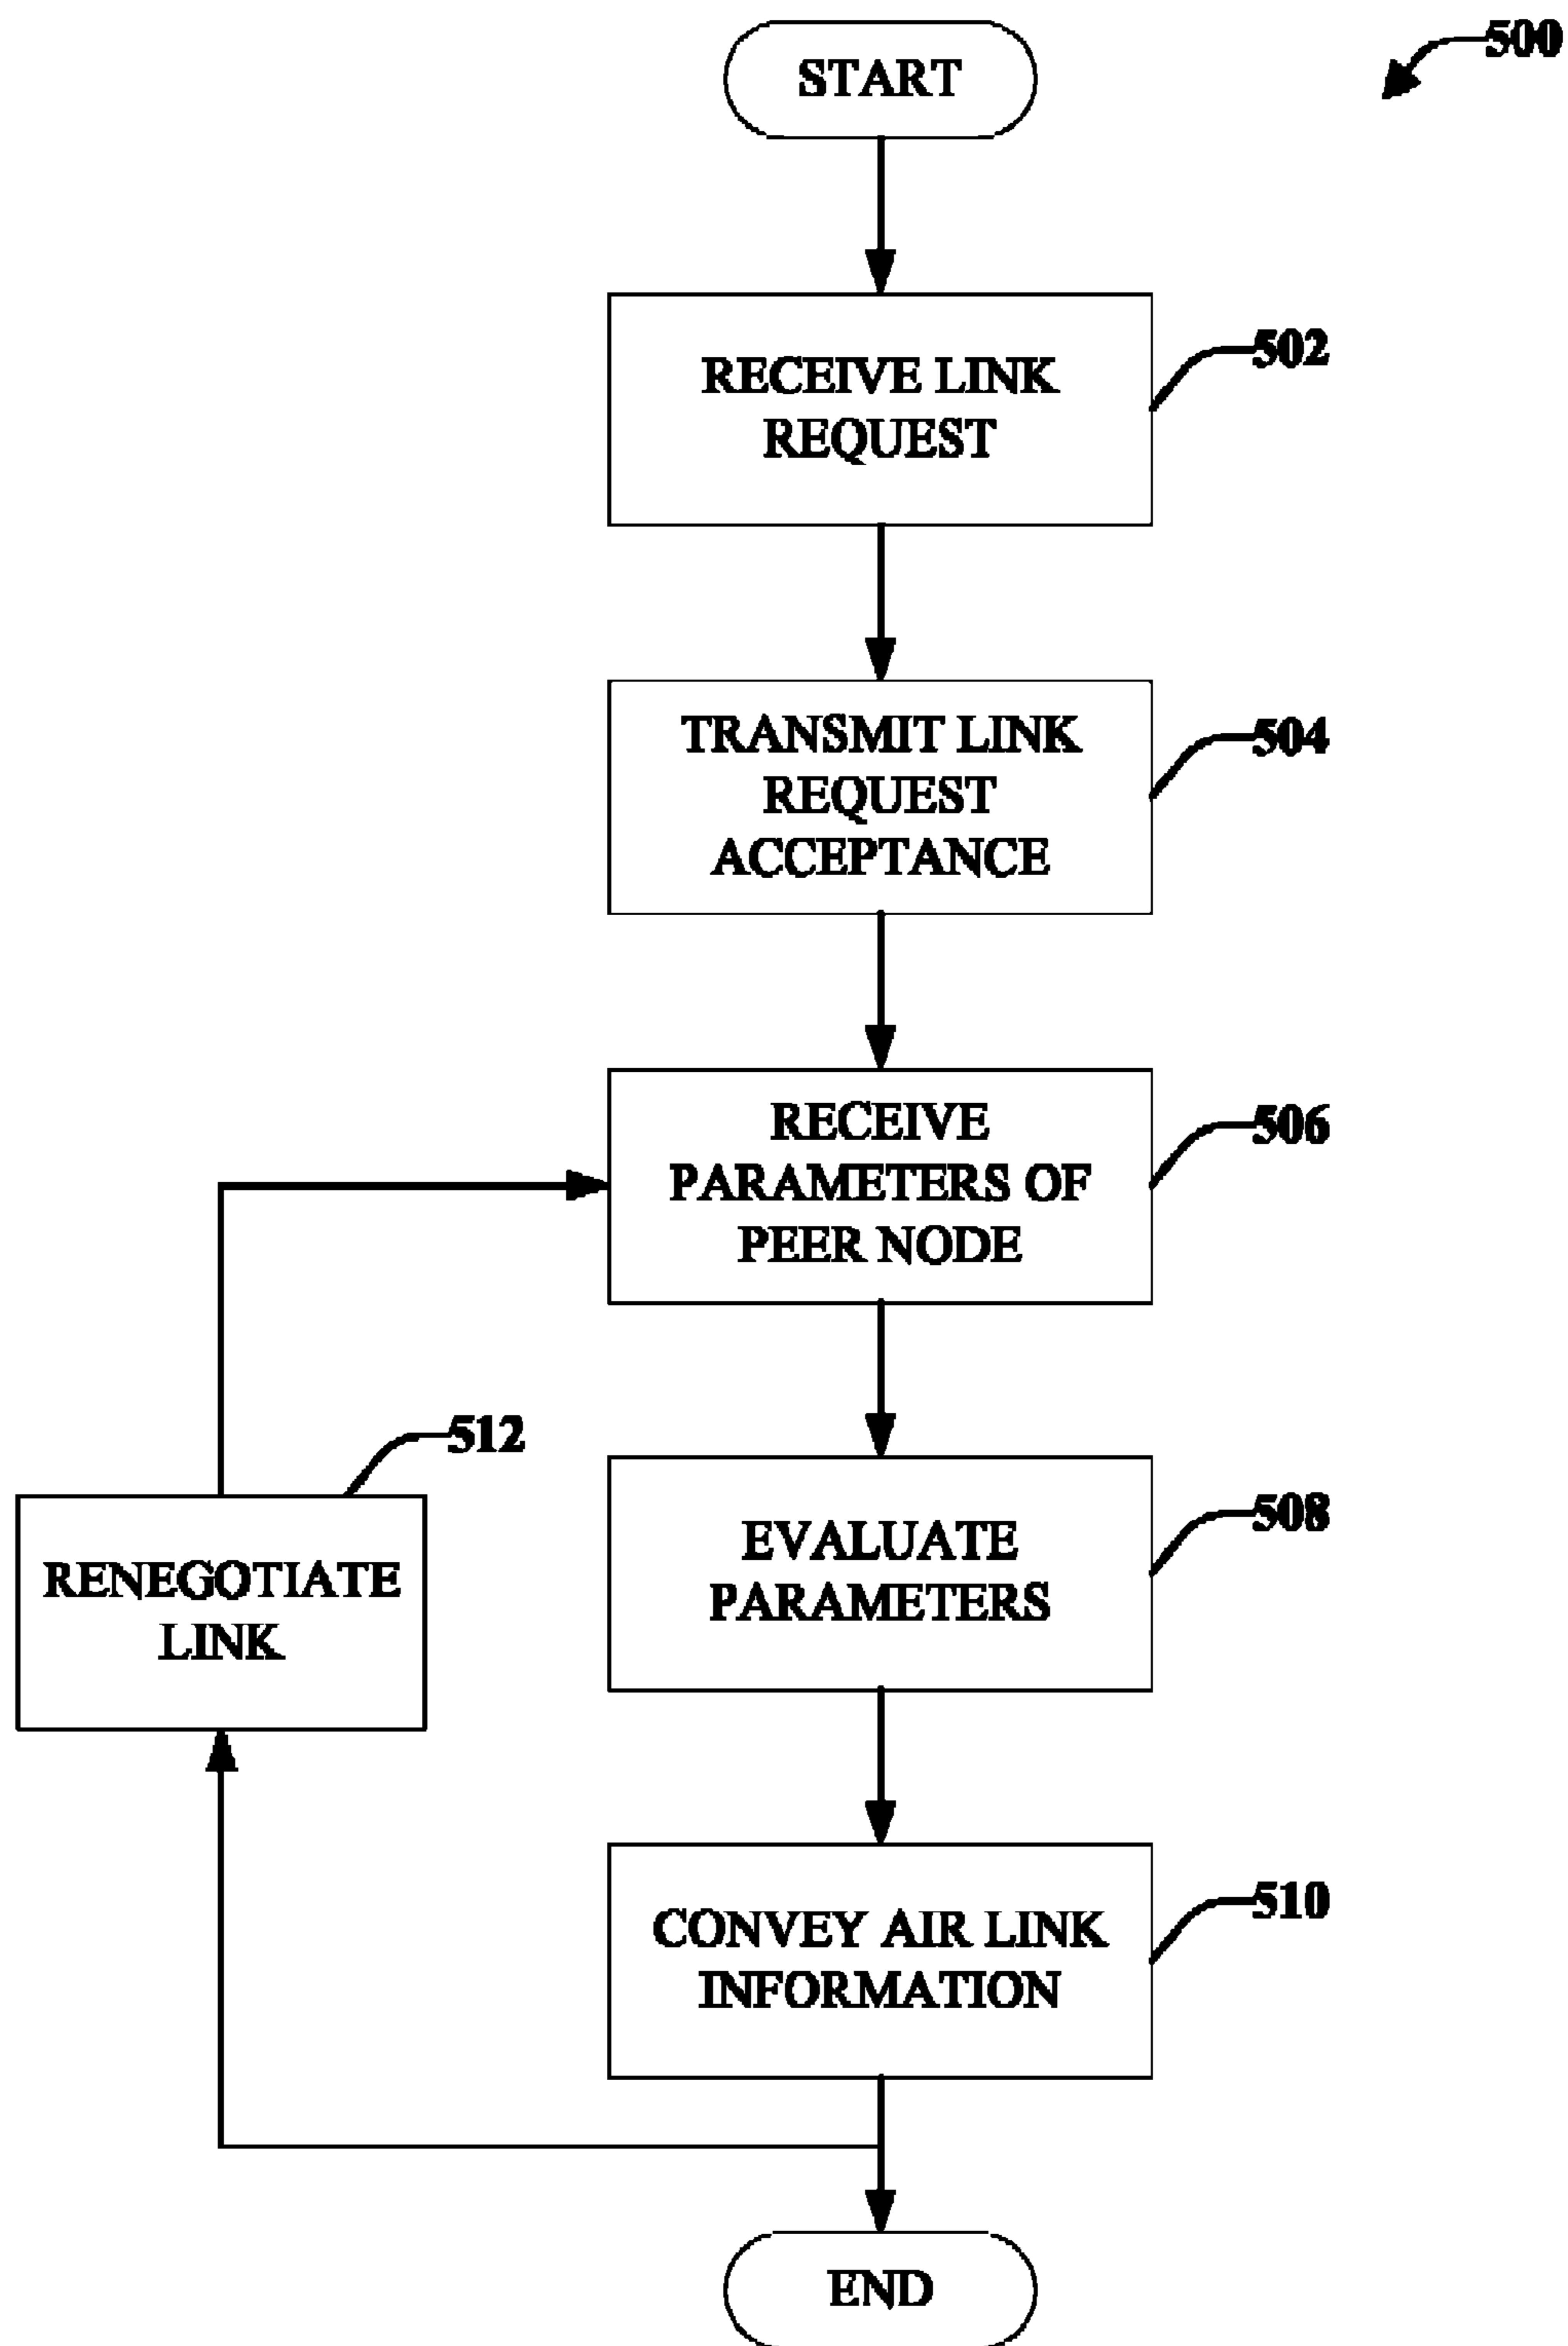 START
500
RECEIVE LINK
REQUEST
502
TRANSMIT LINK
REQUEST
ACCEPTANCE
504
RECEIVE
PARAMETERS OF
PEER NODE
506
512
RENEGOTIATE
LINK
EVALUATE
PARAMETERS
508
CONVEY AIR LINK
INFORMATION
510
END